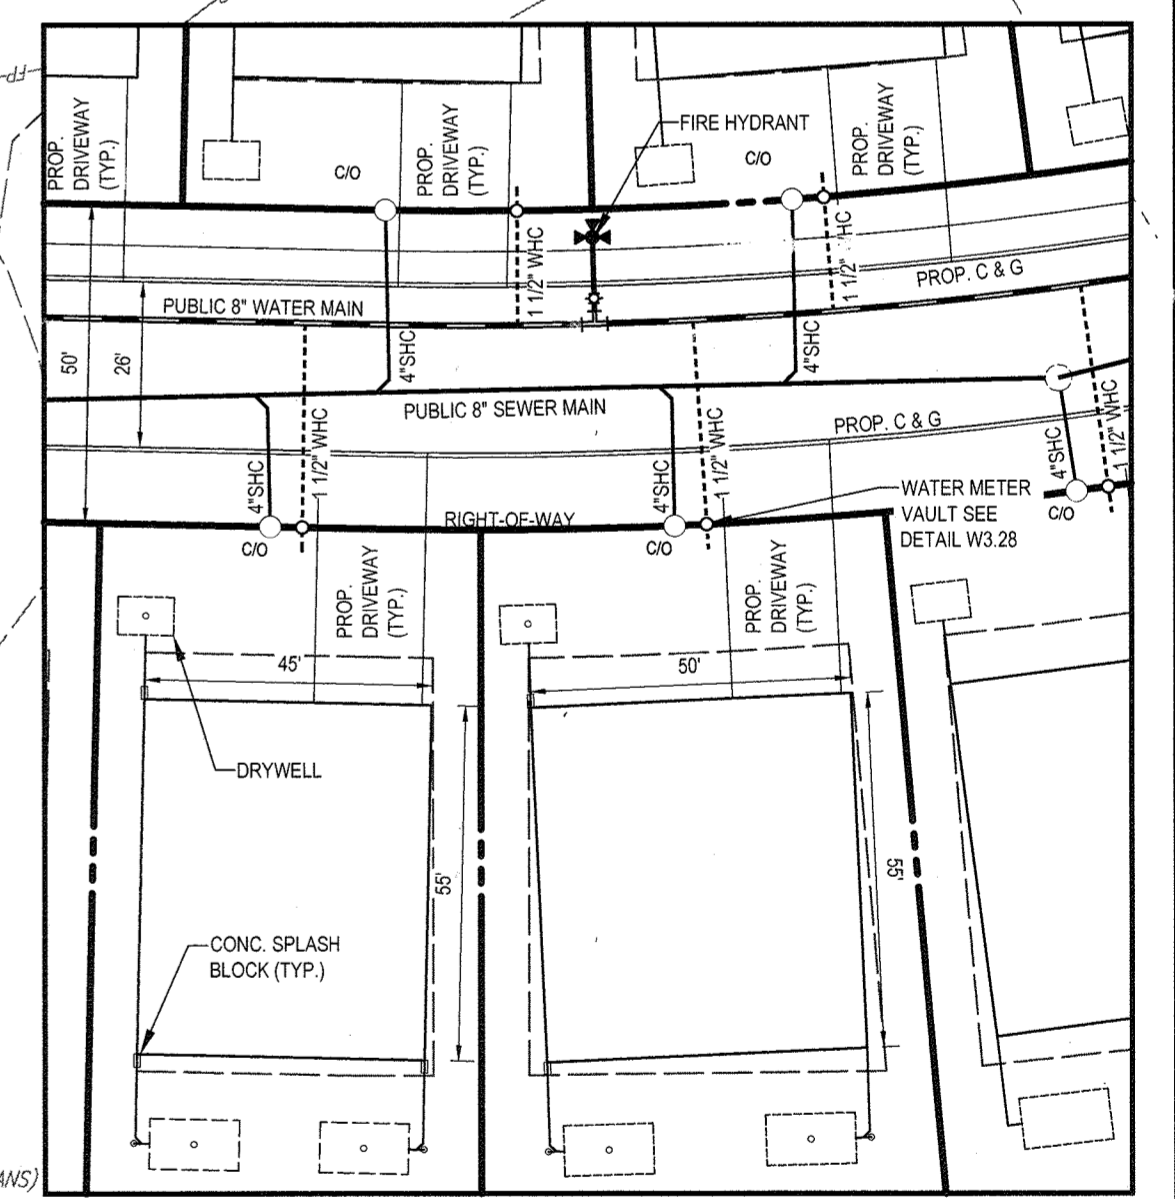 FP
PROP.
DRIVEWAY
(TYP.)
C/O
PROP.
DRIVEWAY
(TYP.)
FIRE HYDRANT
C/O
PROP.
DRIVEWAY
(TYP.)
1 1/2" WHC
1 1/2" WHC
PROP. C & G
PUBLIC 8" WATER MAIN
50'
26'
4"SHC
4"SHC
PUBLIC 8" SEWER MAIN
PROP. C & G
4"SHC
1 1/2" WHC
4"SHC
1 1/2" WHC
4"SHC
1 1/2" WHC
WATER METER
VAULT SEE
DETAIL W3.28
RIGHT-OF-WAY
C/O
C/O
C/O
PROP.
DRIVEWAY
(TYP.)
PROP.
DRIVEWAY
(TYP.)
45'
50'
DRYWELL
55'
55'
CONC. SPLASH
BLOCK (TYP.)
ANS)